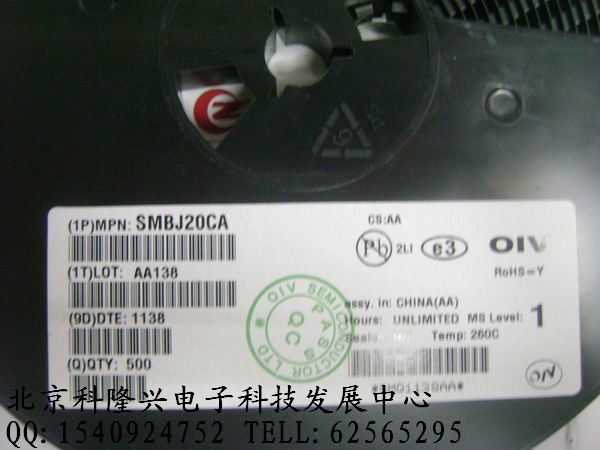 (1P)MPN: SMBJ20CA
(1T)LOT: AA138
(9D)DTE: 1138
(Q)QTY: 500
CS:AA
Pb 2LI e3 OIV
RoHS=Y
assy. in: CHINA(AA)
Hours: UNLIMITED MS Level: 1
Temp: 260C
* OIV SEMICONDUCTOR LTD
PASS
QC
北京科隆兴电子科技发展中心
QQ: 1540924752 TELL: 62565295